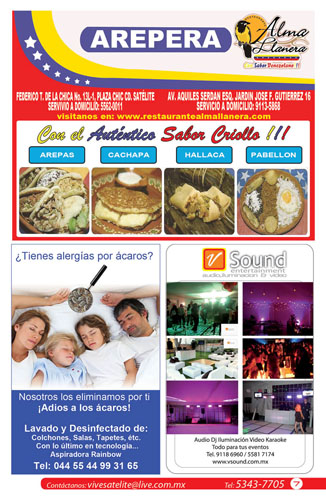 AREPERA
Alma
Llanera
Sabor Venezolano !!
FEDERICO T. DE LA CHICA No. 13L-1, PLAZA CHIC CD. SATÉLITE
SERVIVIO A DOMICILIO: 5562-0011
AV. AQUILES SERDAN ESQ. JARDIN JOSE F. GUTIERREZ 16
SERVICIO A DOMICILIO: 9113-5868
visitanos en: www.restaurantealmallanera.com
Con el Auténtico Sabor Criollo !!!
AREPAS
CACHAPA
HALLACA
PABELLON
¿Tienes alergías por ácaros?
Nosotros los eliminamos por ti
¡Adios a los ácaros!
Lavado y Desinfectado de:
Colchones, Salas, Tapetes, étc.
Con lo último en tecnología...
Aspiradora Rainbow
Tel: 044 55 44 99 31 65
V Sound
entertainment
audio,iluminacion & video
Audio Dj Iluminación Video Karaoke
Todo para tus eventos
Tel. 9118 6960 / 5581 7174
www.vsound.com.mx
Contáctanos: vivesatelite@live.com.mx
Tel: 5343-7705
7